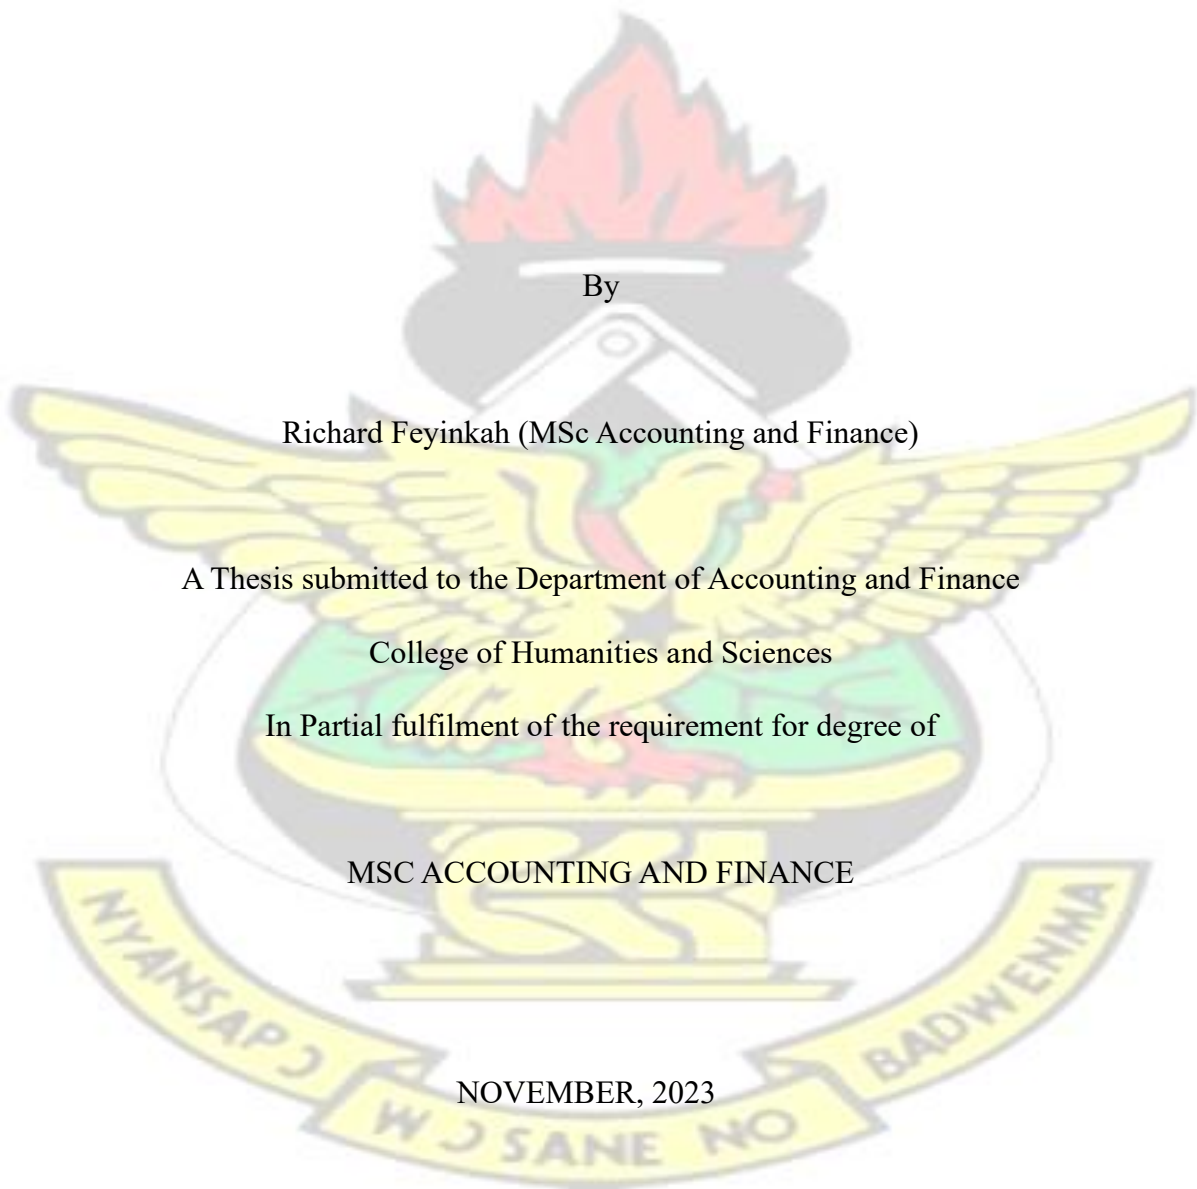 By
Richard Feyinkah (MSc Accounting and Finance)
A Thesis submitted to the Department of Accounting and Finance
College of Humanities and Sciences
In Partial fulfilment of the requirement for degree of
MSC ACCOUNTING AND FINANCE
NOVEMBER, 2023
NYANSAPƆ
WƆSANE NO
BADWENMA